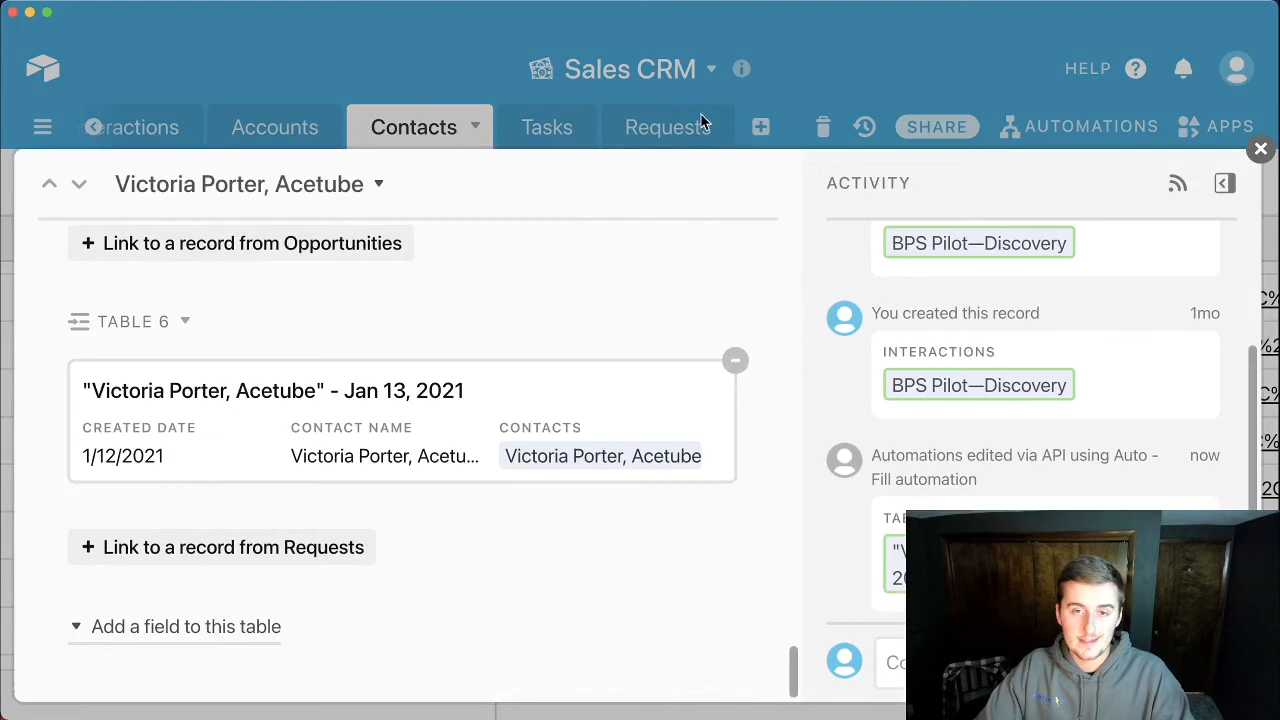 Sales CRM
HELP
eractions
Accounts
Contacts
Tasks
Requests
SHARE
AUTOMATIONS
APPS
Victoria Porter, Acetube
+ Link to a record from Opportunities
TABLE 6
"Victoria Porter, Acetube" - Jan 13, 2021
CREATED DATE
CONTACT NAME
CONTACTS
1/12/2021
Victoria Porter, Acetu...
Victoria Porter, Acetube
+ Link to a record from Requests
Add a field to this table
ACTIVITY
BPS Pilot—Discovery
You created this record
1mo
INTERACTIONS
BPS Pilot—Discovery
Automations edited via API using Auto -
now
Fill automation